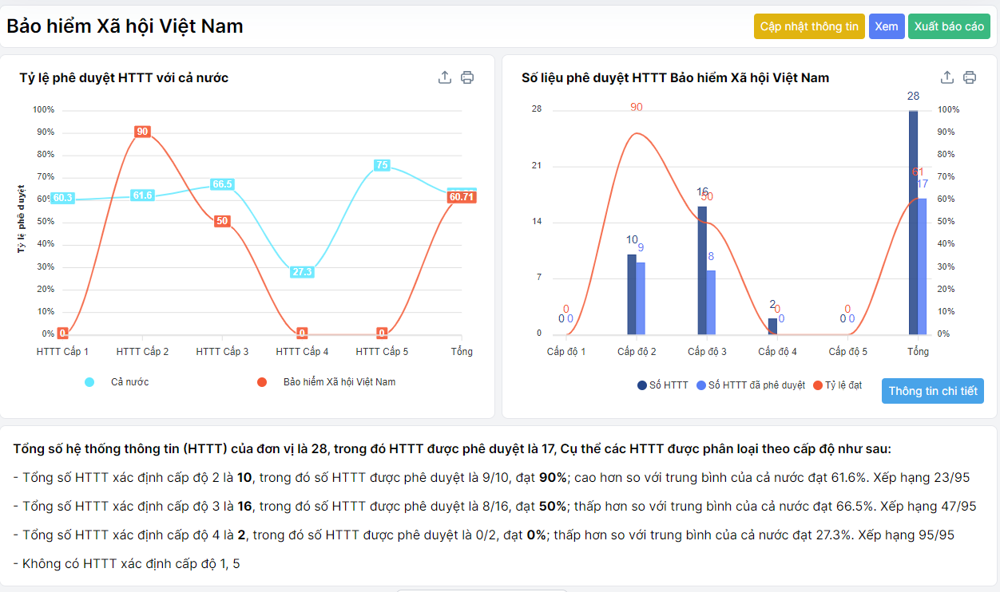 Bảo hiểm Xã hội Việt Nam
Cập nhật thông tin
Xem
Xuất báo cáo
Tỷ lệ phê duyệt HTTT với cả nước
100%
90%
80%
70%
60%
50%
40%
30%
20%
10%
0%
Tỷ lệ phê duyệt
60.3
61.6
66.5
27.3
75
0
90
50
0
0
60.71
HTTT Cấp 1
HTTT Cấp 2
HTTT Cấp 3
HTTT Cấp 4
HTTT Cấp 5
Tổng
Cả nước
Bảo hiểm Xã hội Việt Nam
Số liệu phê duyệt HTTT Bảo hiểm Xã hội Việt Nam
28
21
14
7
0
100%
90%
80%
70%
60%
50%
40%
30%
20%
10%
0%
0
0 0
90
10
9
16
50
8
2
0
0
0
0 0
28
61
17
Cấp độ 1
Cấp độ 2
Cấp độ 3
Cấp độ 4
Cấp độ 5
Tổng
Số HTTT
Số HTTT đã phê duyệt
Tỷ lệ đạt
Thông tin chi tiết
Tổng số hệ thống thông tin (HTTT) của đơn vị là 28, trong đó HTTT được phê duyệt là 17, Cụ thể các HTTT được phân loại theo cấp độ như sau:
- Tổng số HTTT xác định cấp độ 2 là 10, trong đó số HTTT được phê duyệt là 9/10, đạt 90%; cao hơn so với trung bình của cả nước đạt 61.6%. Xếp hạng 23/95
- Tổng số HTTT xác định cấp độ 3 là 16, trong đó số HTTT được phê duyệt là 8/16, đạt 50%; thấp hơn so với trung bình của cả nước đạt 66.5%. Xếp hạng 47/95
- Tổng số HTTT xác định cấp độ 4 là 2, trong đó số HTTT được phê duyệt là 0/2, đạt 0%; thấp hơn so với trung bình của cả nước đạt 27.3%. Xếp hạng 95/95
- Không có HTTT xác định cấp độ 1, 5